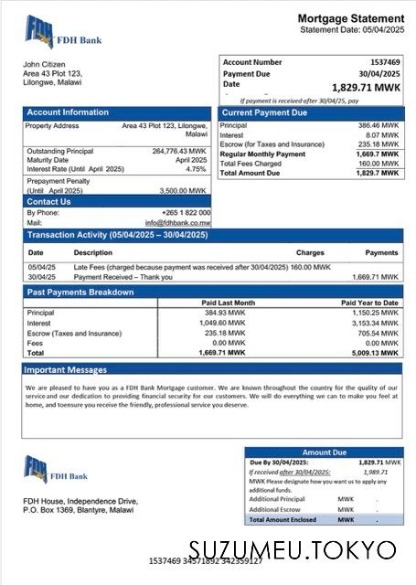 FDH Bank
Mortgage Statement
Statement Date: 05/04/2025
John Citizen
Area 43 Plot 123,
Lilongwe, Malawi
Account Number 1537469
Payment Due 30/04/2025
Date 1,829.71 MWK
if payment is received after 30/04/25, pay
Account Information
Property Address Area 43 Plot 123, Lilongwe,
Malawi
Outstanding Principal 264,776.43 MWK
Maturity Date April 2025
Interest Rate (Until April 2025) 4.75%
Prepayment Penalty
(Until April 2025) 3,500.00 MWK
Contact Us
By Phone: +265 1 822 000
Mail: info@fdhbank.co.mw
Current Payment Due
Principal 386.46 MWK
Interest 8.07 MWK
Escrow (for Taxes and Insurance) 235.18 MWK
Regular Monthly Payment 1,669.7 MWK
Total Fees Charged 160.00 MWK
Total Amount Due 1,829.7 MWK
Transaction Activity (05/04/2025 – 30/04/2025)
Date Description Charges Payments
05/04/25 Late Fees (charged because payment was received after 30/04/2025) 160.00 MWK
30/04/25 Payment Received – Thank you 1,669.71 MWK
Past Payments Breakdown
Paid Last Month Paid Year to Date
Principal 384.93 MWK 1,150.25 MWK
Interest 1,049.60 MWK 3,153.34 MWK
Escrow (Taxes and Insurance) 235.18 MWK 705.54 MWK
Fees 0.00 MWK 0.00 MWK
Total 1,669.71 MWK 5,009.13 MWK
Important Messages
We are pleased to have you as a FDH Bank Mortgage customer. We are known throughout the country for the quality of our
service and our dedication to providing financial security for our customers. We will do everything we can to make you feel at
home, and toensure you receive the friendly, professional service you deserve.
FDH Bank
FDH House, Independence Drive,
P.O. Box 1369, Blantyre, Malawi
Amount Due
Due By 30/04/2025: 1,829.71 MWK
If received after 30/04/2025: 1,989.71
MWK Please designate how you want us to apply any
additional funds.
Additional Principal MWK .
Additional Escrow MWK .
Total Amount Enclosed MWK .
SUZUMEU.TOKYO
1537469 34571892 342359127